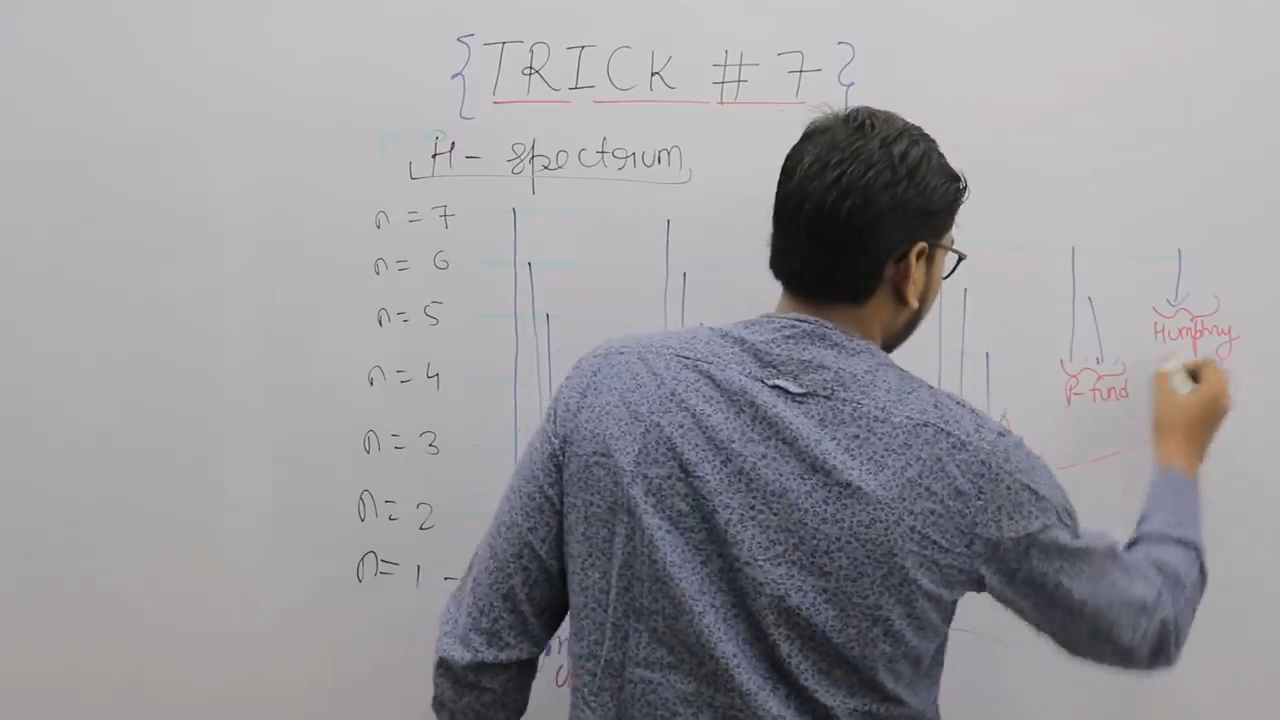 {TRICK # 7}
H- spectrum
n = 7
n = 6
n = 5
n = 4
n = 3
n = 2
n = 1
P-fund
Humphry